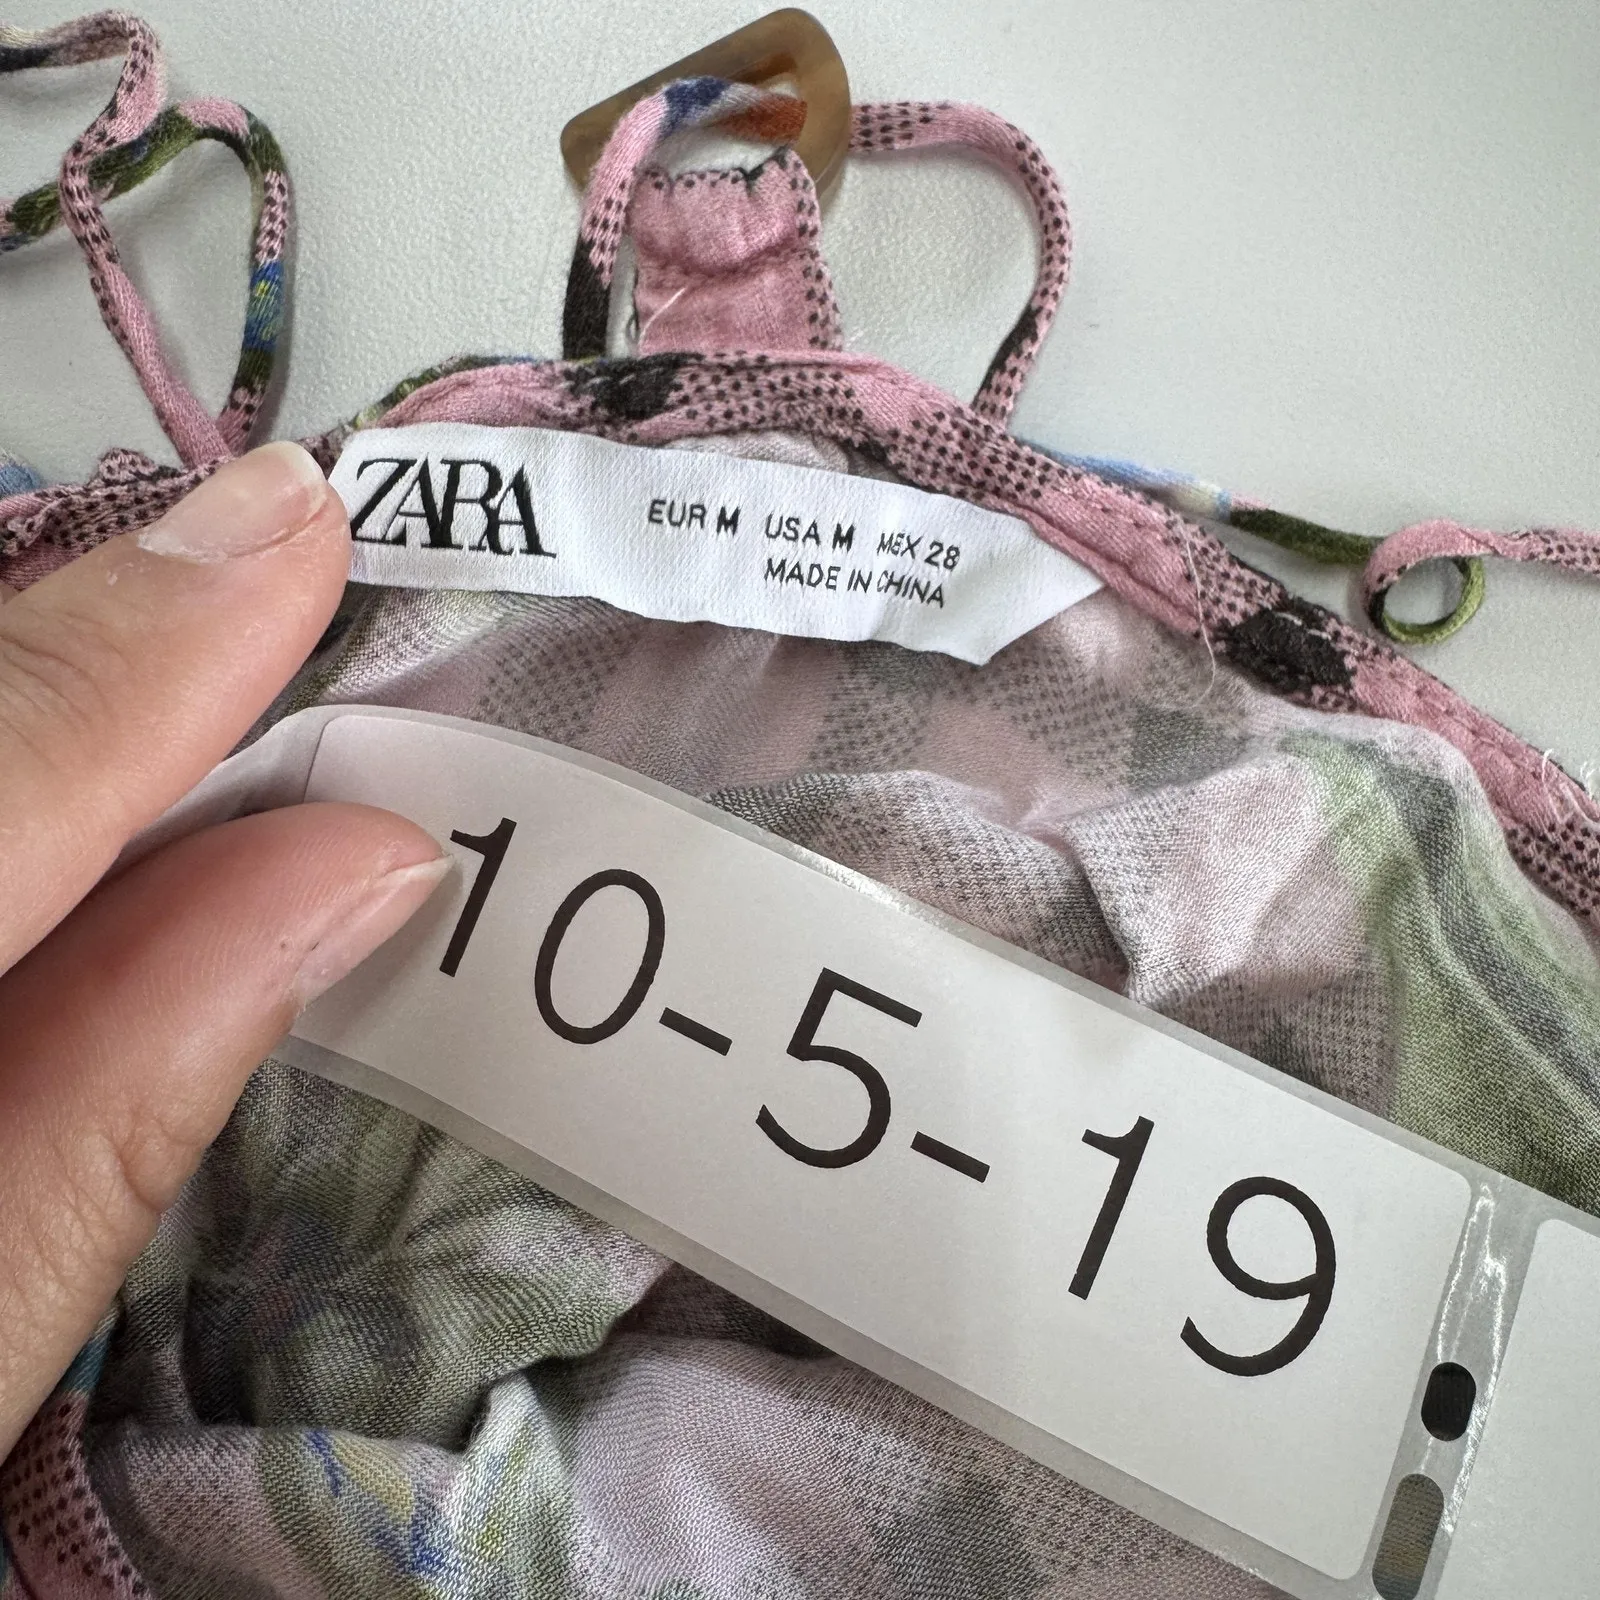 ZARA
EUR M USA M MEX 28
MADE IN CHINA
10-5-19